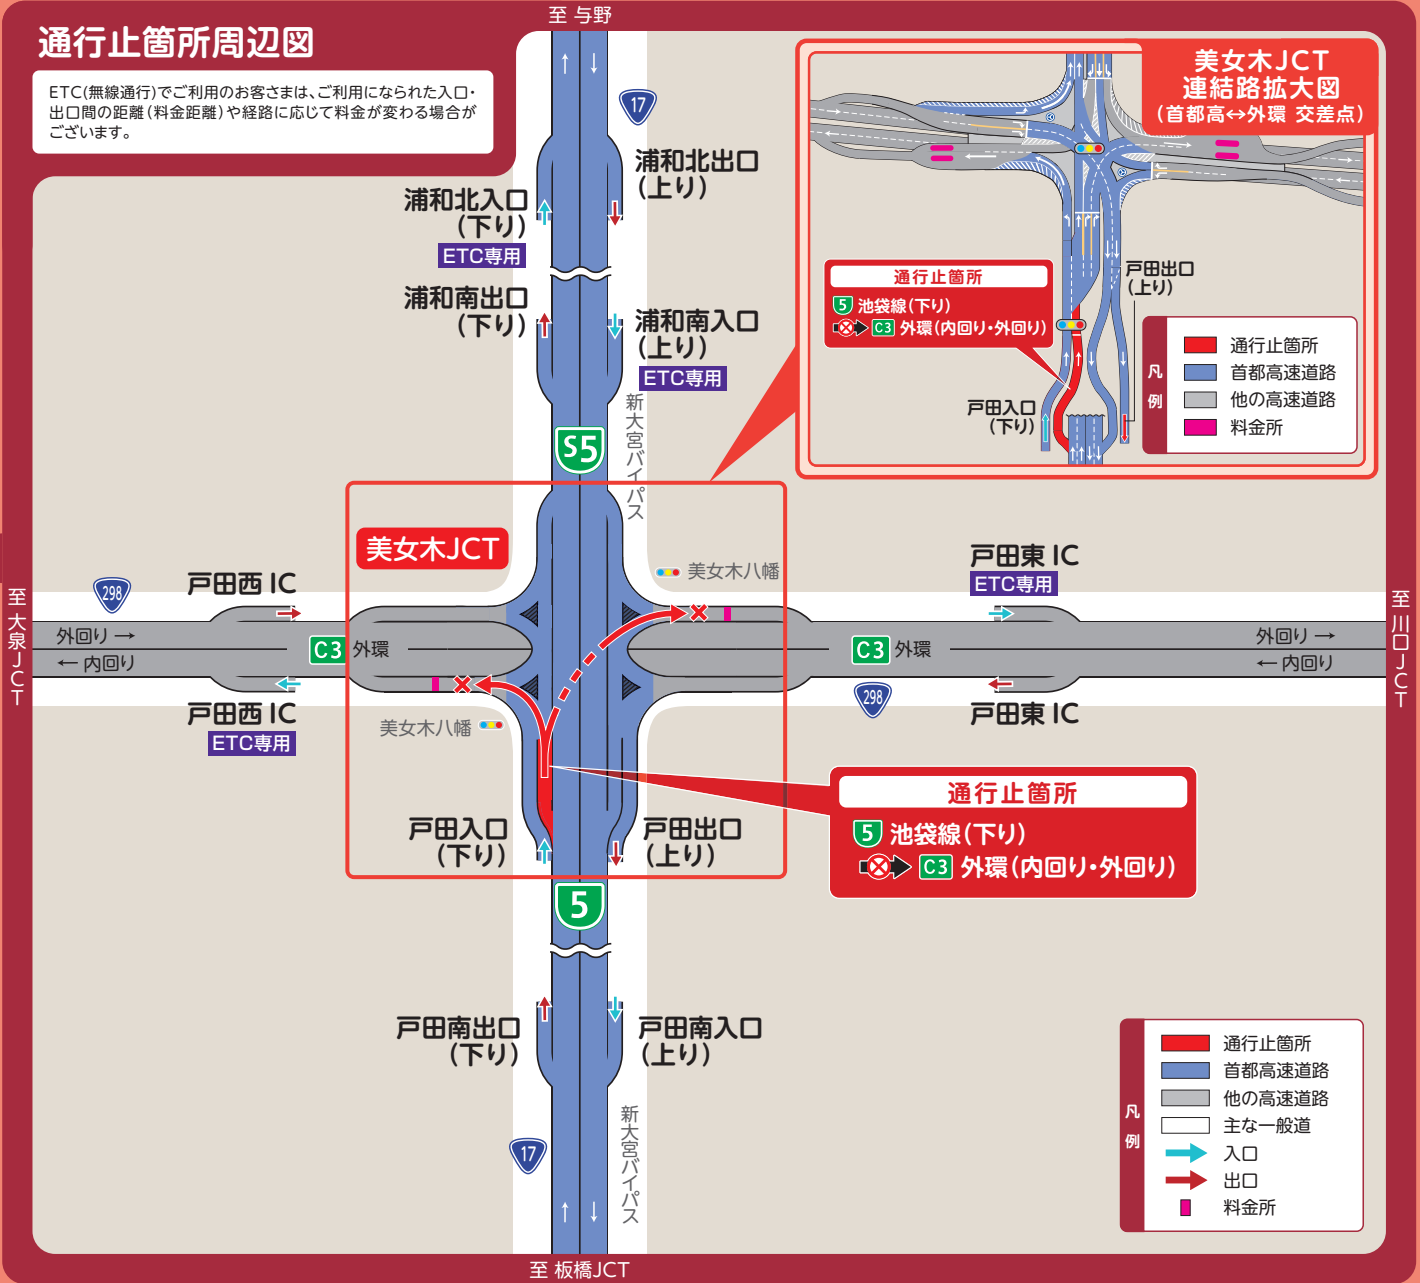 至 与野
通行止箇所周辺図
ETC(無線通行)でご利用のお客さまは、ご利用になられた入口・
出口間の距離(料金距離)や経路に応じて料金が変わる場合が
ございます。
美女木JCT
連結路拡大図
(首都高↔外環 交差点)
通行止箇所
5 池袋線(下り)
C3 外環(内回り・外回り)
戸田出口
(上り)
戸田入口
(下り)
凡例
通行止箇所
首都高速道路
他の高速道路
料金所
17
浦和北出口
(上り)
浦和北入口
(下り)
ETC専用
浦和南出口
(下り)
浦和南入口
(上り)
ETC専用
新大宮バイパス
S5
美女木JCT
美女木八幡
戸田東 IC
ETC専用
戸田西 IC
298
至 大泉JCT
至 川口JCT
外回り →
← 内回り
C3 外環
C3 外環
外回り →
← 内回り
戸田西 IC
ETC専用
美女木八幡
298
戸田東 IC
通行止箇所
5 池袋線(下り)
C3 外環(内回り・外回り)
戸田入口
(下り)
戸田出口
(上り)
5
戸田南出口
(下り)
戸田南入口
(上り)
新大宮バイパス
17
凡例
通行止箇所
首都高速道路
他の高速道路
主な一般道
入口
出口
料金所
至 板橋JCT